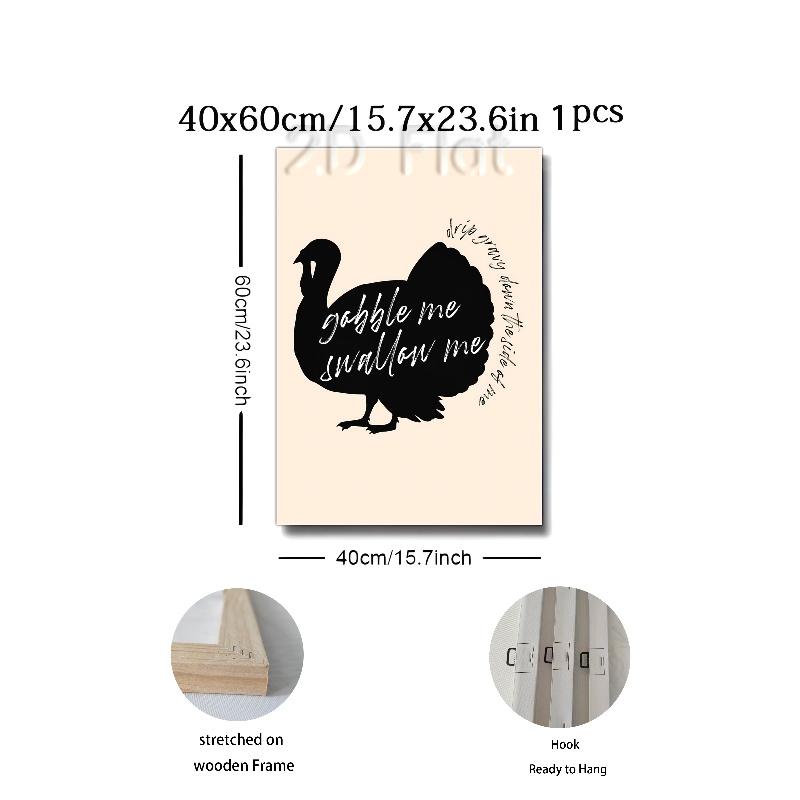 40x60cm/15.7x23.6in 1pcs
2D Flat
60cm/23.6inch
drip gravy down the side of me
gobble me
swallow me
40cm/15.7inch
stretched on
wooden Frame
Hook
Ready to Hang